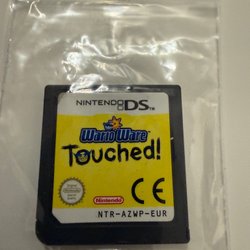 NINTENDO DS
WarioWare
Touched!
Nintendo
CE
NTR-AZWP-EUR